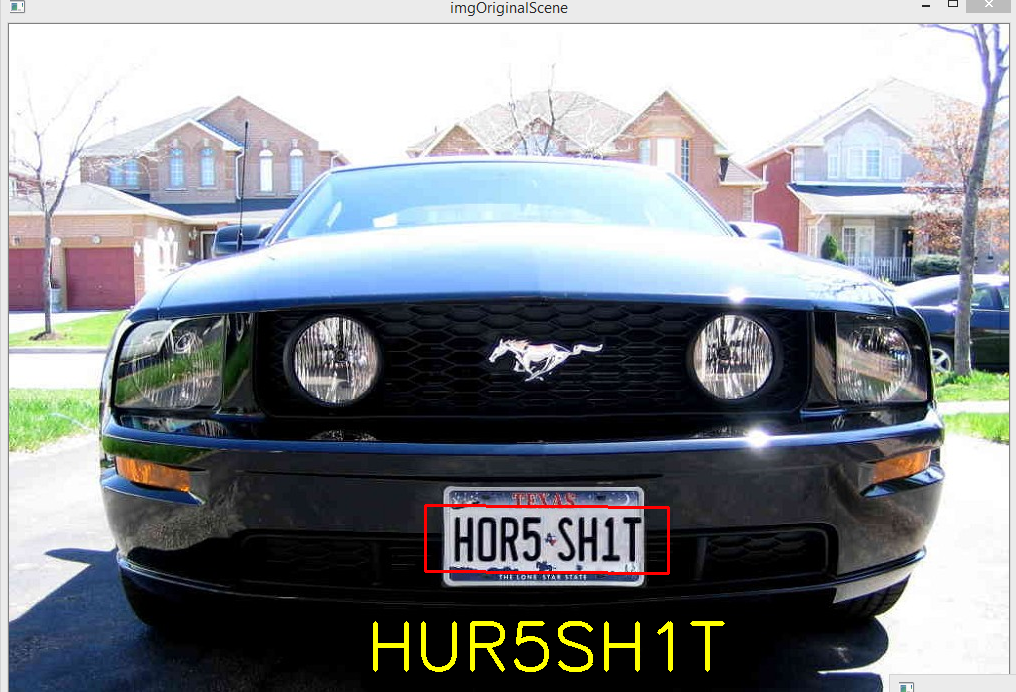 imgOriginalScene
TEXAS
HOR5 SH1T
THE LONE STAR STATE
HUR5SH1T